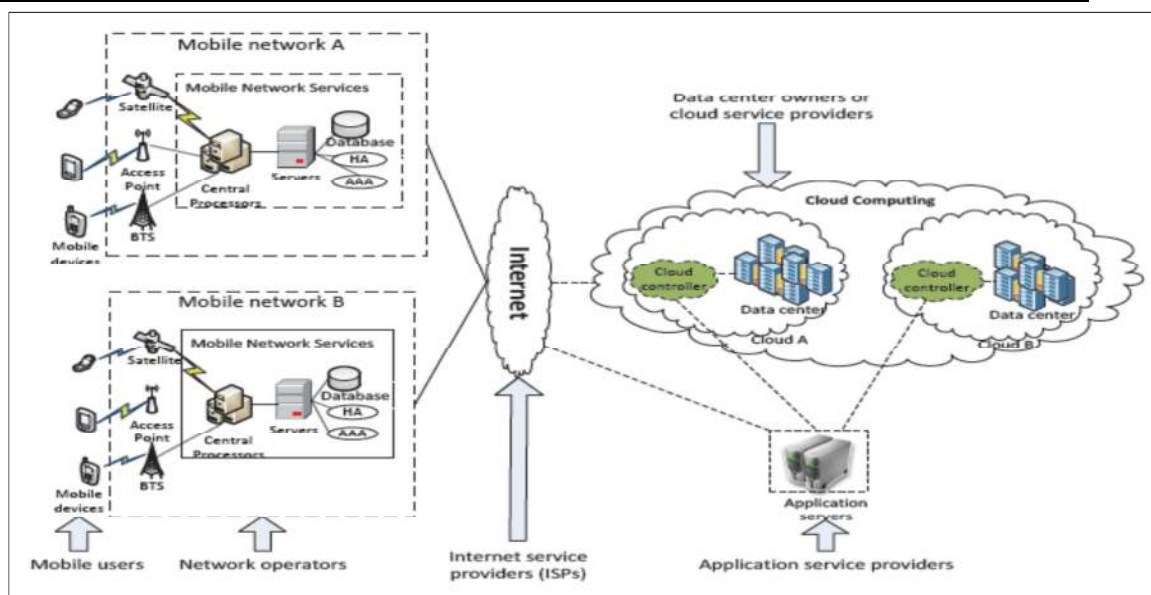 Mobile network A
Mobile Network Services
Satellite
Database
HA
Access
Point
Servers
AAA
Central
Processors
BTS
Mobile
devices
Mobile network B
Mobile Network Services
Satellite
Database
HA
Access
Point
Servers
AAA
Central
Processors
BTS
Mobile
devices
Mobile users
Network operators
Internet
Internet service
providers (ISPs)
Data center owners or
cloud service providers
Cloud Computing
Cloud
controller
Data center
Cloud A
Cloud
controller
Data center
Cloud B
Application
servers
Application service providers